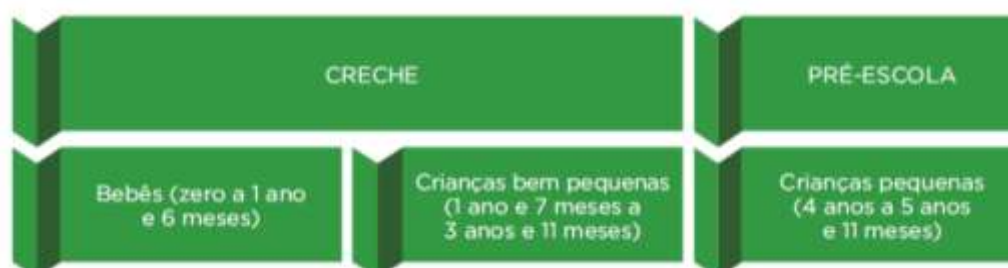 CRECHE
PRÉ-ESCOLA
Bebês (zero a 1 ano
e 6 meses)
Crianças bem pequenas
(1 ano e 7 meses a
3 anos e 11 meses)
Crianças pequenas
(4 anos a 5 anos
e 11 meses)